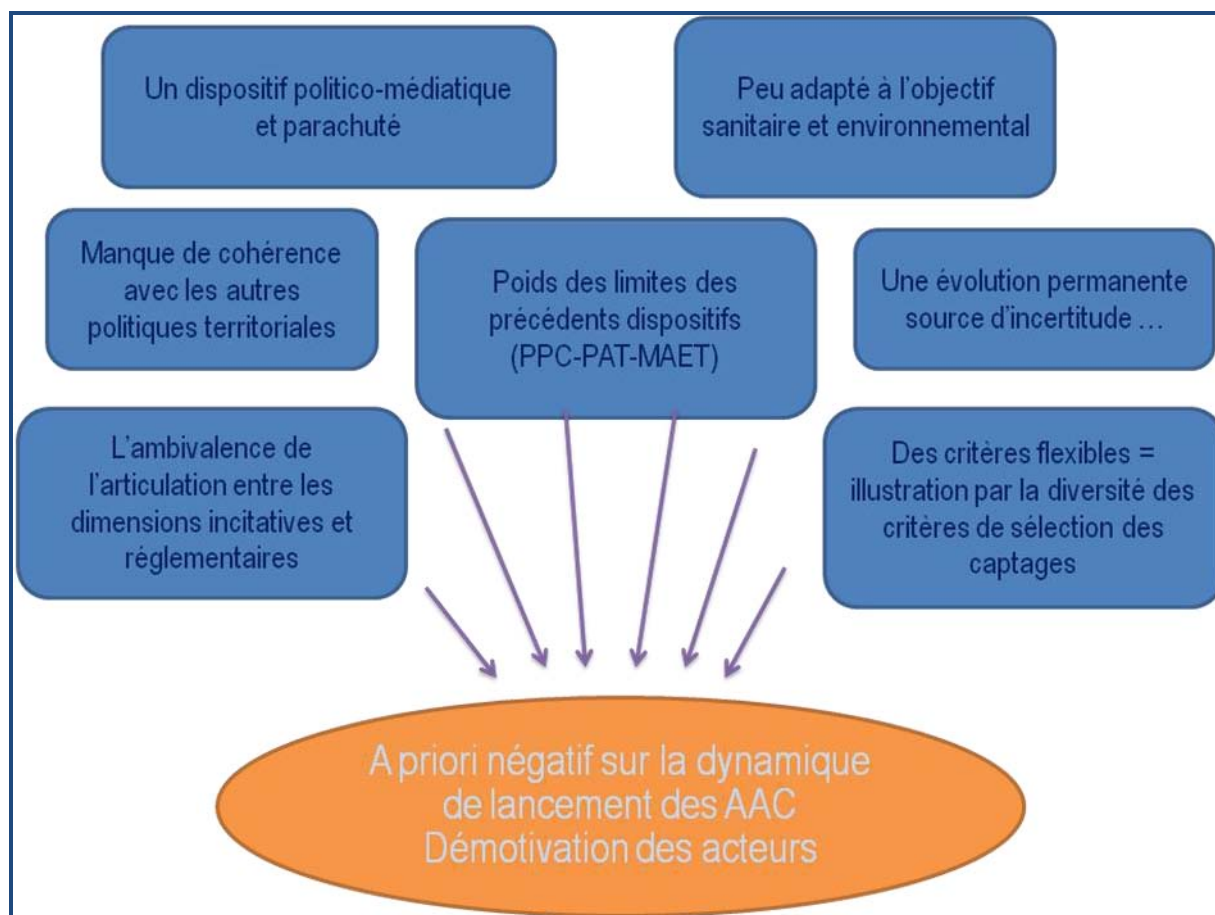 Un dispositif politico-médiatique
et parachuté
Peu adapté à l'objectif
sanitaire et environnemental
Manque de cohérence
avec les autres
politiques territoriales
Poids des limites des
précédents dispositifs
(PPC-PAT-MAET)
Une évolution permanente
source d'incertitude ...
L'ambivalence de
l'articulation entre les
dimensions incitatives et
réglementaires
Des critères flexibles =
illustration par la diversité des
critères de sélection des
captages
A priori négatif sur la dynamique
de lancement des AAC
Démotivation des acteurs